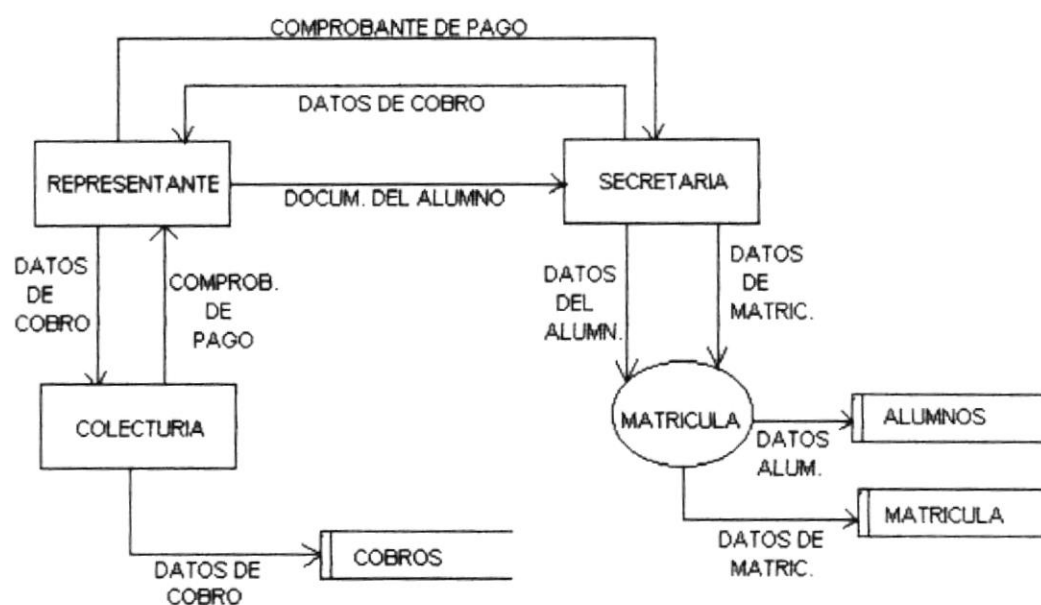 COMPROBANTE DE PAGO
DATOS DE COBRO
REPRESENTANTE
SECRETARIA
DOCUM. DEL ALUMNO
DATOS
DE
COBRO
COMPROB.
DE
PAGO
DATOS
DEL
ALUMN.
DATOS
DE
MATRIC.
COLECTURIA
MATRICULA
ALUMNOS
DATOS
ALUM.
MATRICULA
DATOS DE
MATRIC.
COBROS
DATOS DE
COBRO